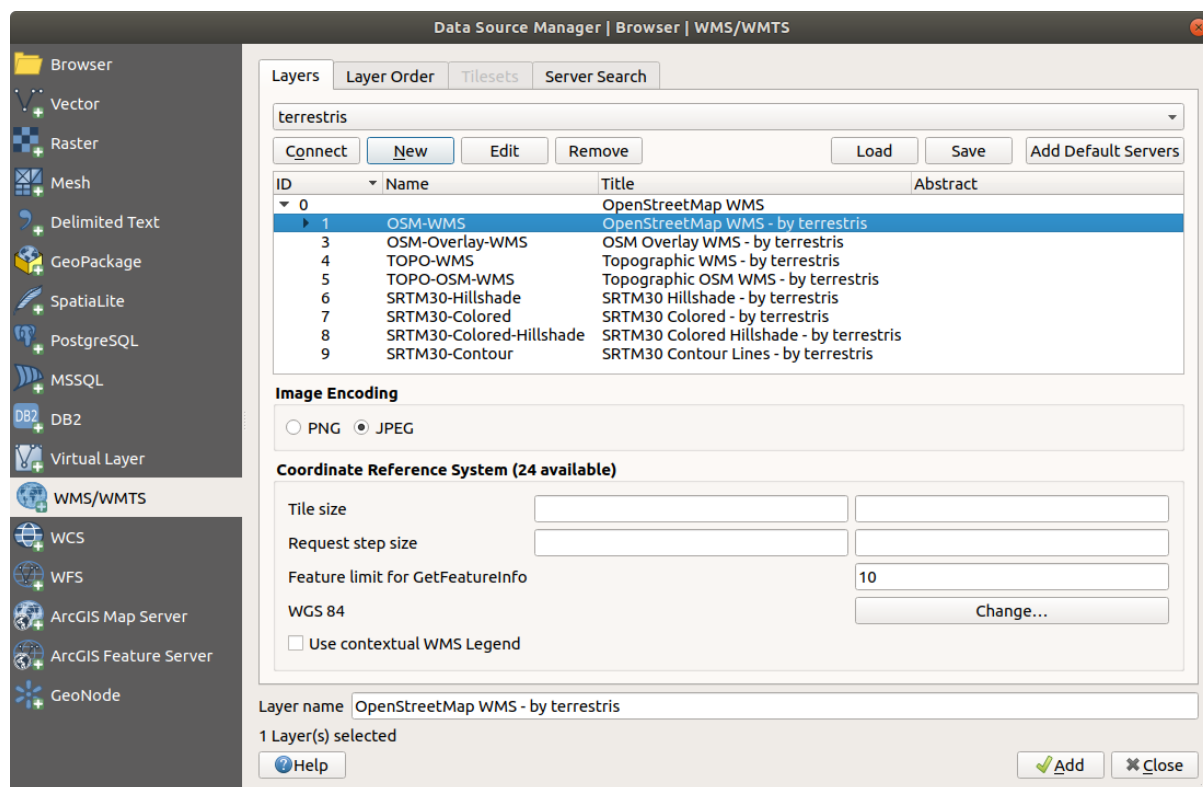 Data Source Manager | Browser | WMS/WMTS
Browser
Vector
Raster
Mesh
Delimited Text
GeoPackage
SpatiaLite
PostgreSQL
MSSQL
DB2 DB2
Virtual Layer
WMS/WMTS
WCS
WFS
ArcGIS Map Server
ArcGIS Feature Server
GeoNode
Layers Layer Order Tilesets Server Search
terrestris
Connect New Edit Remove Load Save Add Default Servers
ID Name Title Abstract
0 OpenStreetMap WMS
1 OSM-WMS OpenStreetMap WMS - by terrestris
3 OSM-Overlay-WMS OSM Overlay WMS - by terrestris
4 TOPO-WMS Topographic WMS - by terrestris
5 TOPO-OSM-WMS Topographic OSM WMS - by terrestris
6 SRTM30-Hillshade SRTM30 Hillshade - by terrestris
7 SRTM30-Colored SRTM30 Colored - by terrestris
8 SRTM30-Colored-Hillshade SRTM30 Colored Hillshade - by terrestris
9 SRTM30-Contour SRTM30 Contour Lines - by terrestris
Image Encoding
PNG JPEG
Coordinate Reference System (24 available)
Tile size
Request step size
Feature limit for GetFeatureInfo 10
WGS 84 Change...
Use contextual WMS Legend
Layer name OpenStreetMap WMS - by terrestris
1 Layer(s) selected
?Help Add Close